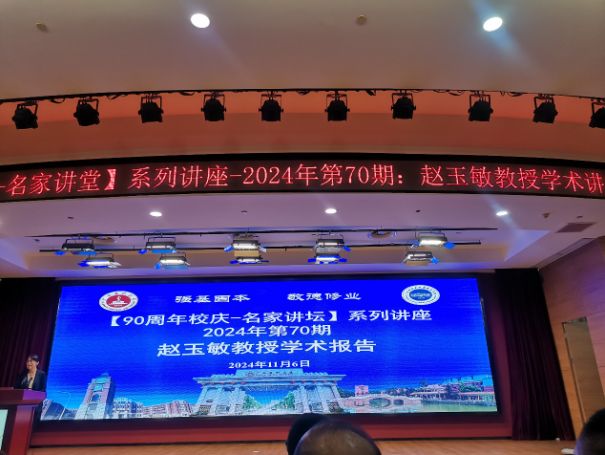 -名家讲堂】系列讲座-2024年第70期：赵玉敏教授学术讲
强基固本 敦德修业
【90周年校庆-名家讲坛】系列讲座
2024年第70期
赵玉敏教授学术报告
2024年11月6日